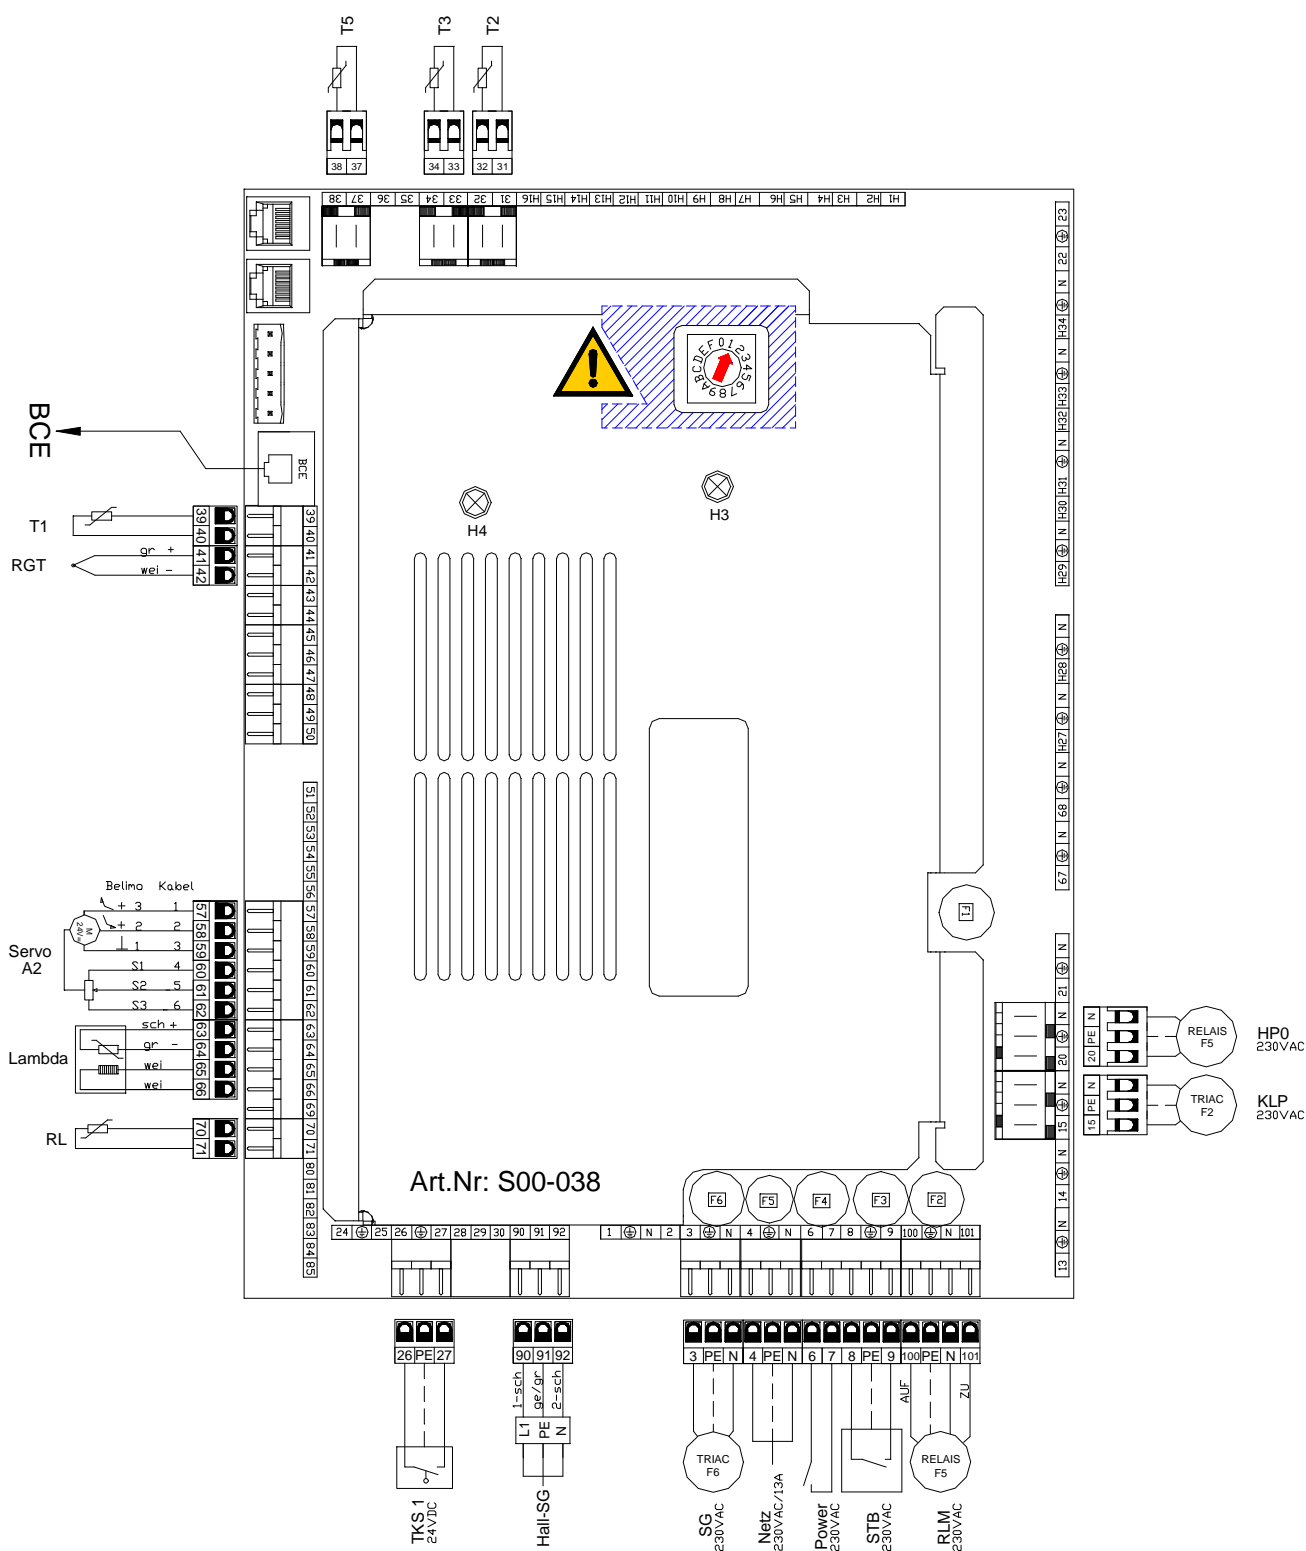 T5
T3
T2
38 37
34 33
32 31
38 37 36 35 34 33 32 31 H16 H15 H14 H13 H12 H11 H10 H9 H8 H7 H6 H5 H4 H3 H2 H1
23
22
N
H34
N
H33
H32
N
H31
H30
N
H29
0123456789ABCDEF
BCE
BCE
H4
H3
T1
39
40
RGT
gr +
41
wei -
42
39
40
41
42
43
44
45
46
47
48
49
50
N
H28
N
H27
N
68
N
67
51
52
53
54
55
56
57
58
59
60
61
62
63
64
65
66
69
70
71
80
81
82
83
84
85
Belimo Kabel
Servo
A2
M
24V=
+ 3 1 57
+ 2 2 58
1 3 59
S1 4 60
S2 5 61
S3 6 62
Lambda
sch + 63
gr - 64
wei 65
wei 66
RL
70
71
F1
N
21
N
20
N
15
N
14
N
13
20 PE N
RELAIS
F5
HP0
230VAC
15 PE N
TRIAC
F2
KLP
230VAC
Art.Nr: S00-038
F6 F5 F4 F3 F2
24 25 26 27 28 29 30 90 91 92
1 N 2 3 N 4 N 6 7 8 9 100 N 101
26 PE 27
90 91 92
3 PE N 4 PE N 6 7 8 PE 9 100 PE N 101
1-sch
ge/gr
2-sch
L1
PE
N
AUF
ZU
TRIAC
F6
RELAIS
F5
TKS 1
24VDC
Hall-SG
SG
230VAC
Netz
230VAC/13A
Power
230VAC
STB
230VAC
RLM
230VAC